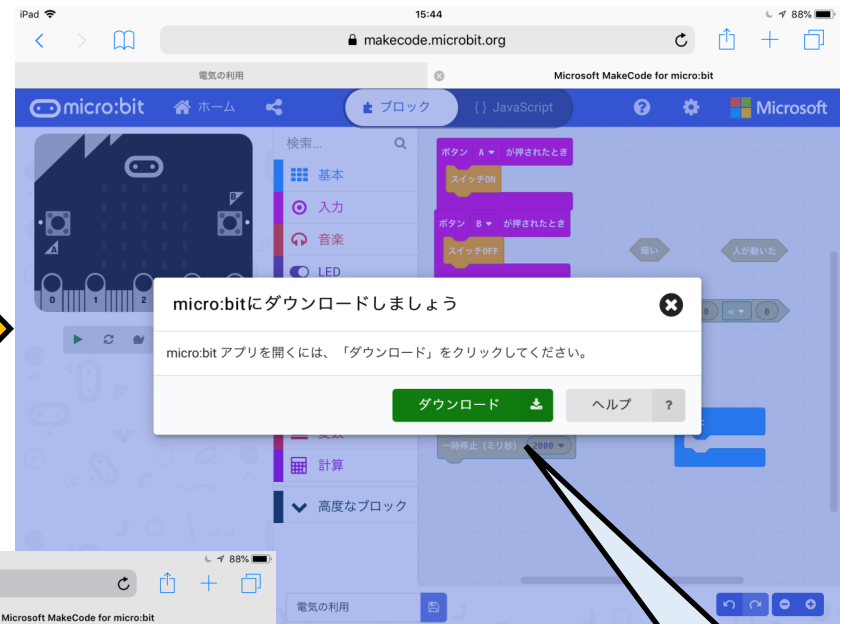 iPad
15:44
88%
makecode.microbit.org
電気の利用
Microsoft MakeCode for micro:bit
micro:bit
ホーム
ブロック
{ } JavaScript
Microsoft
検索...
基本
入力
音楽
LED
計算
高度なブロック
ボタン A が押されたとき
スイッチON
ボタン B が押されたとき
スイッチOFF
暗い
人が動いた
0 < 0
A
B
0 1 2
micro:bitにダウンロードしましょう
micro:bit アプリを開くには、「ダウンロード」をクリックしてください。
ダウンロード
ヘルプ ?
一時停止（ミリ秒） 2000
電気の利用
88%
Microsoft MakeCode for micro:bit